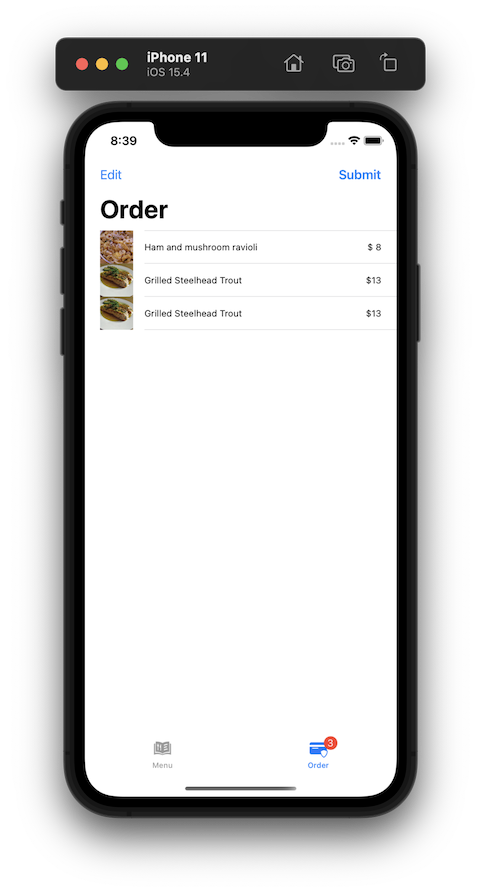 iPhone 11
iOS 15.4
8:39
Edit
Submit
Order
Ham and mushroom ravioli $ 8
Grilled Steelhead Trout $13
Grilled Steelhead Trout $13
3
Menu
Order